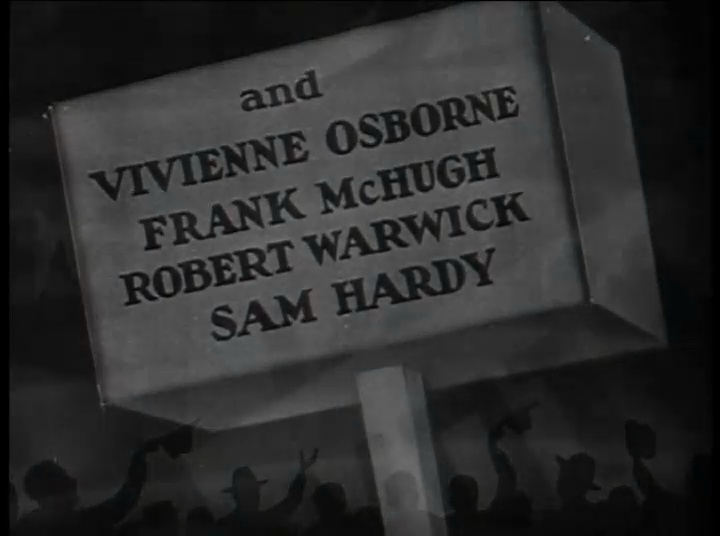 and
VIVIENNE OSBORNE
FRANK McHUGH
ROBERT WARWICK
SAM HARDY